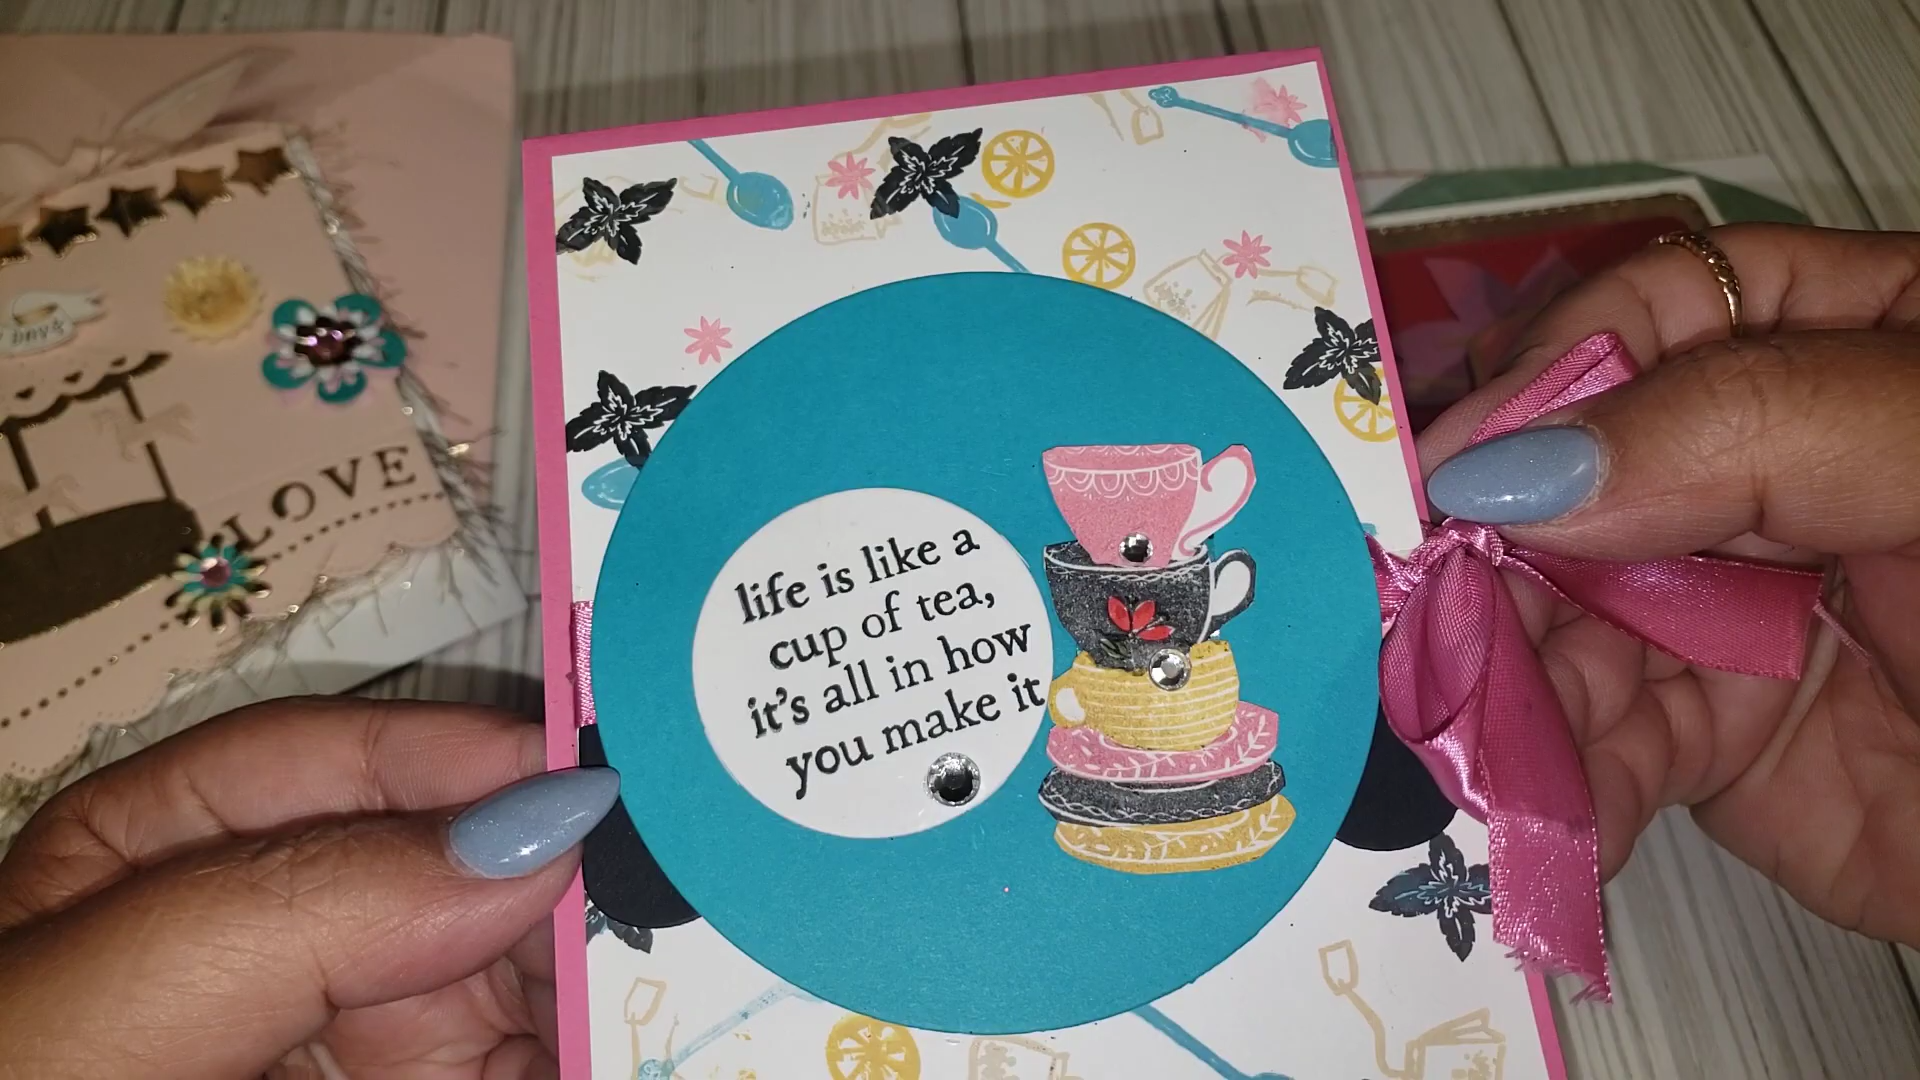 life is like a
cup of tea,
it's all in how
you make it
LOVE